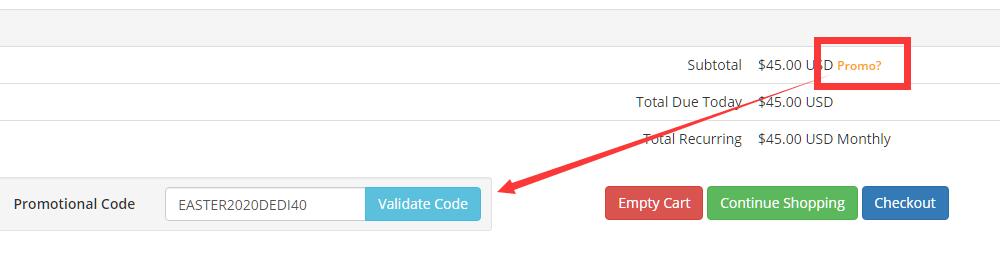 Subtotal $45.00 USD Promo?
Total Due Today $45.00 USD
Total Recurring $45.00 USD Monthly
Promotional Code EASTER2020DEDI40 Validate Code Empty Cart Continue Shopping Checkout